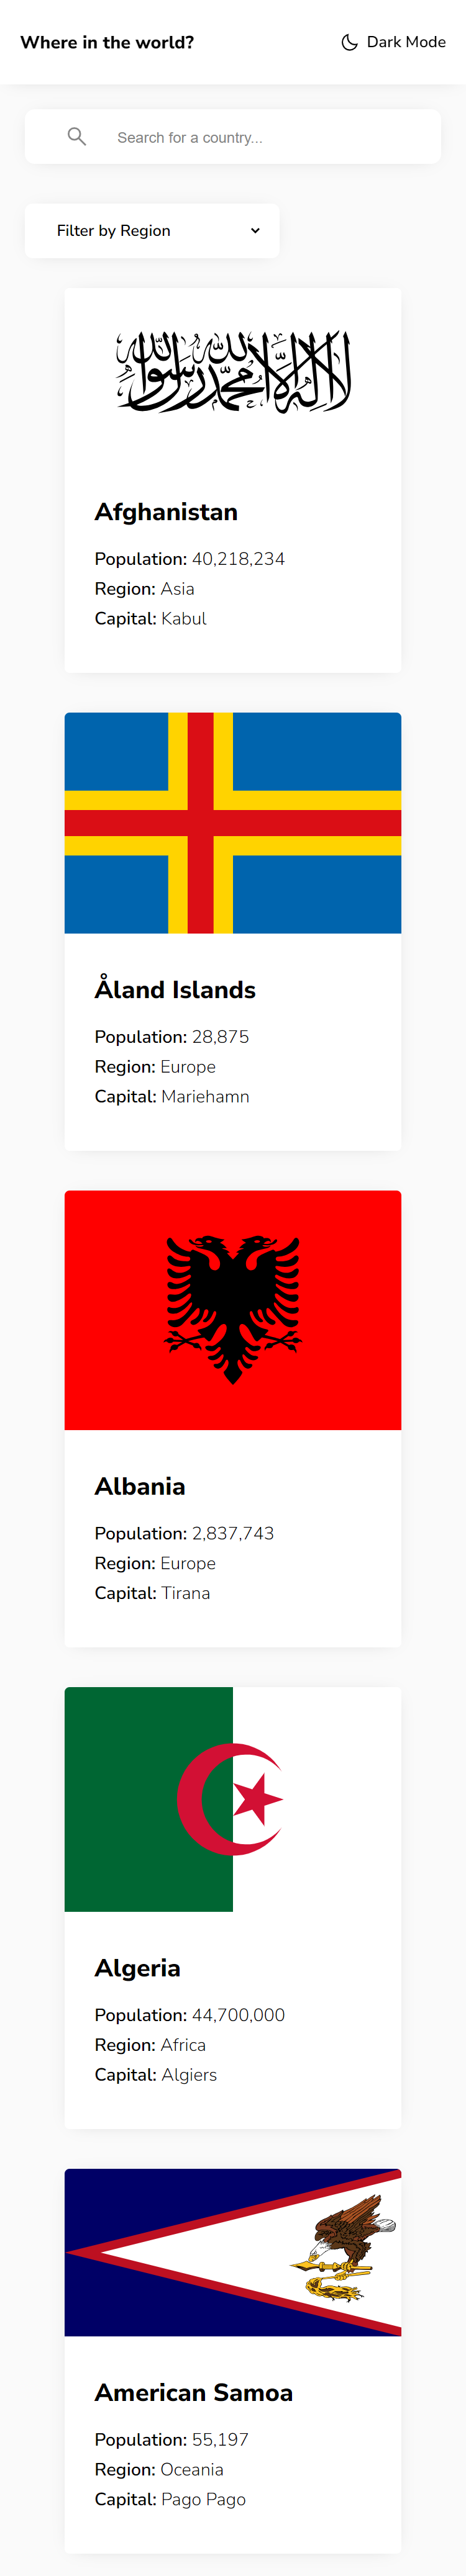 Where in the world?
Dark Mode
Search for a country...
Filter by Region
لا إله إلا الله محمد رسول الله
Afghanistan
Population: 40,218,234
Region: Asia
Capital: Kabul
Åland Islands
Population: 28,875
Region: Europe
Capital: Mariehamn
Albania
Population: 2,837,743
Region: Europe
Capital: Tirana
Algeria
Population: 44,700,000
Region: Africa
Capital: Algiers
American Samoa
Population: 55,197
Region: Oceania
Capital: Pago Pago